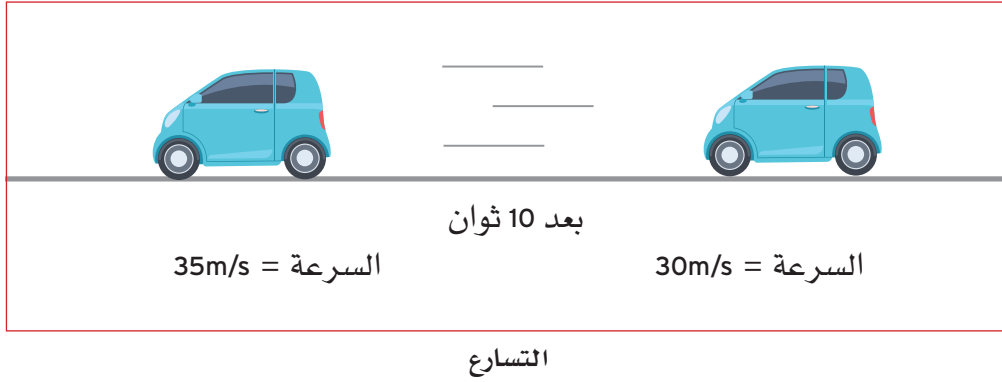 بعد 10 ثوان
السرعة = 30m/s
السرعة = 35m/s
التسارع